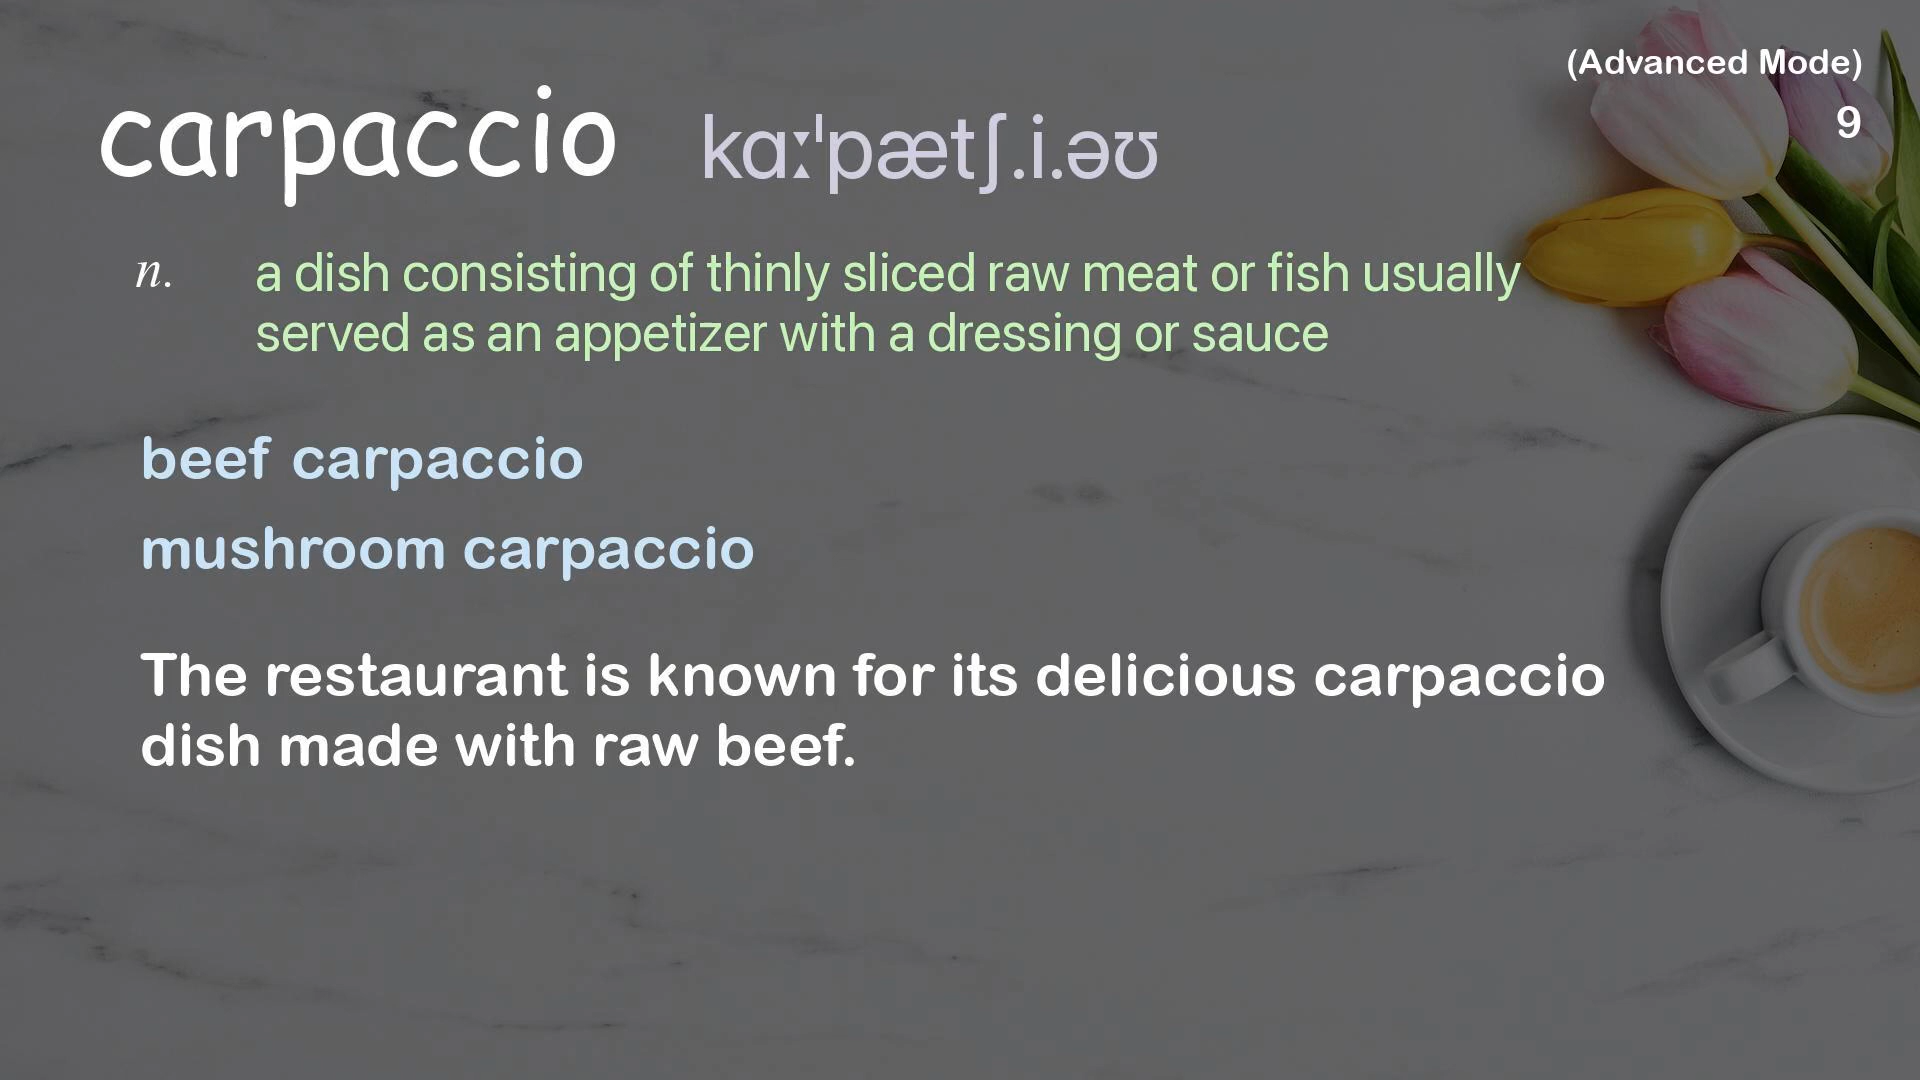 (Advanced Mode)
9
carpaccio kɑːˈpætʃ.i.əʊ
n. a dish consisting of thinly sliced raw meat or fish usually
served as an appetizer with a dressing or sauce
beef carpaccio
mushroom carpaccio
The restaurant is known for its delicious carpaccio
dish made with raw beef.